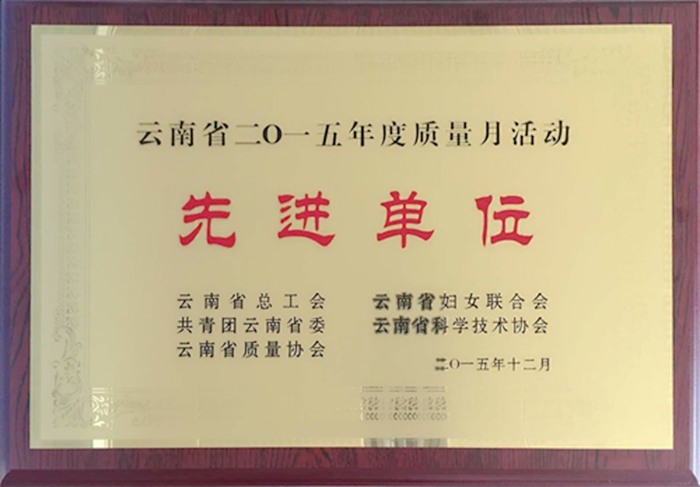 云南省二〇一五年度质量月活动
先进单位
云南省总工会
云南省妇女联合会
共青团云南省委
云南省科学技术协会
云南省质量协会
二〇一五年十二月